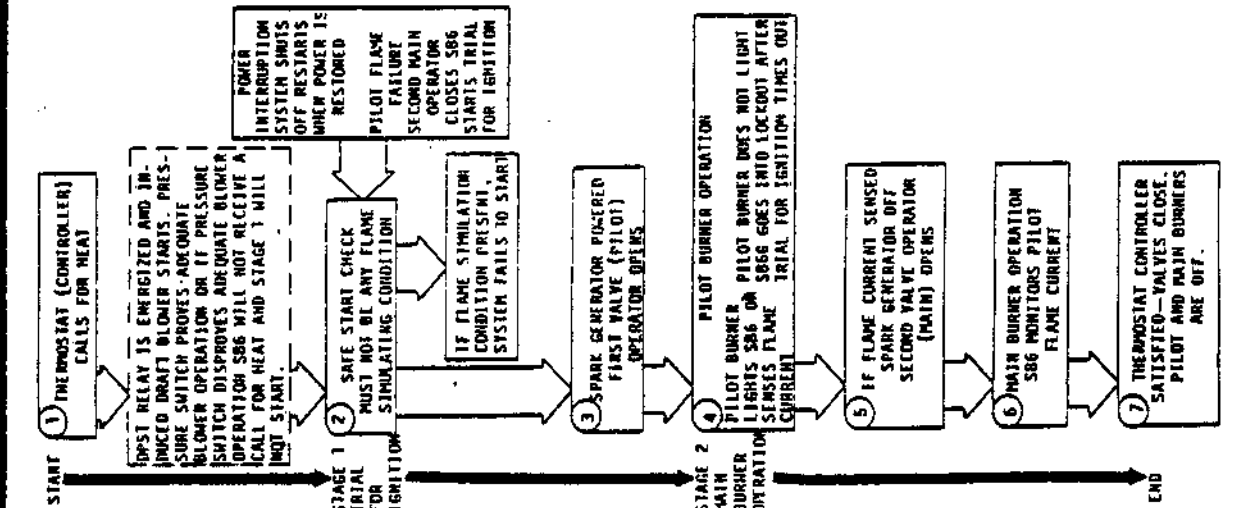 START
1 THERMOSTAT (CONTROLLER)
CALLS FOR HEAT
DPST RELAY IS ENERGIZED AND IN-
DUCED DRAFT BLOWER STARTS. PRES-
SURE SWITCH PROVES-ADEQUATE
BLOWER OPERATION OR IF PRESSURE
SWITCH DISPROVES ADEQUATE BLOWER
OPERATION S86 WILL NOT RECEIVE A
CALL FOR HEAT AND STAGE 1 WILL
NOT START.
POWER
INTERRUPTION
SYSTEM SHUTS
OFF RESTARTS
WHEN POWER IS
RESTORED
PILOT FLAME
FAILURE
SECOND MAIN
OPERATOR
CLOSES S86
STARTS TRIAL
FOR IGNITION
STAGE 1
TRIAL
FOR
IGNITION
2 SAFE START CHECK
MUST NOT BE ANY FLAME
SIMULATING CONDITION
IF FLAME SIMULATION
CONDITION PRESENT,
SYSTEM FAILS TO START
3 SPARK GENERATOR POWERED
FIRST VALVE (PILOT)
OPERATOR OPENS
STAGE 2
MAIN
BURNER
OPERATION
4 PILOT BURNER OPERATION
PILOT BURNER
LIGHTS S86 OR
SENSES FLAME
CURRENT
PILOT BURNER DOES NOT LIGHT
S86G GOES INTO LOCKOUT AFTER
TRIAL FOR IGNITION TIMES OUT
5 IF FLAME CURRENT SENSED
SPARK GENERATOR OFF
SECOND VALVE OPERATOR
(MAIN) OPENS
6 MAIN BURNER OPERATION
S86 MONITORS PILOT
FLAME CURRENT
7 THERMOSTAT CONTROLLER
SATISFIED-VALVES CLOSE.
PILOT AND MAIN BURNERS
ARE OFF.
END